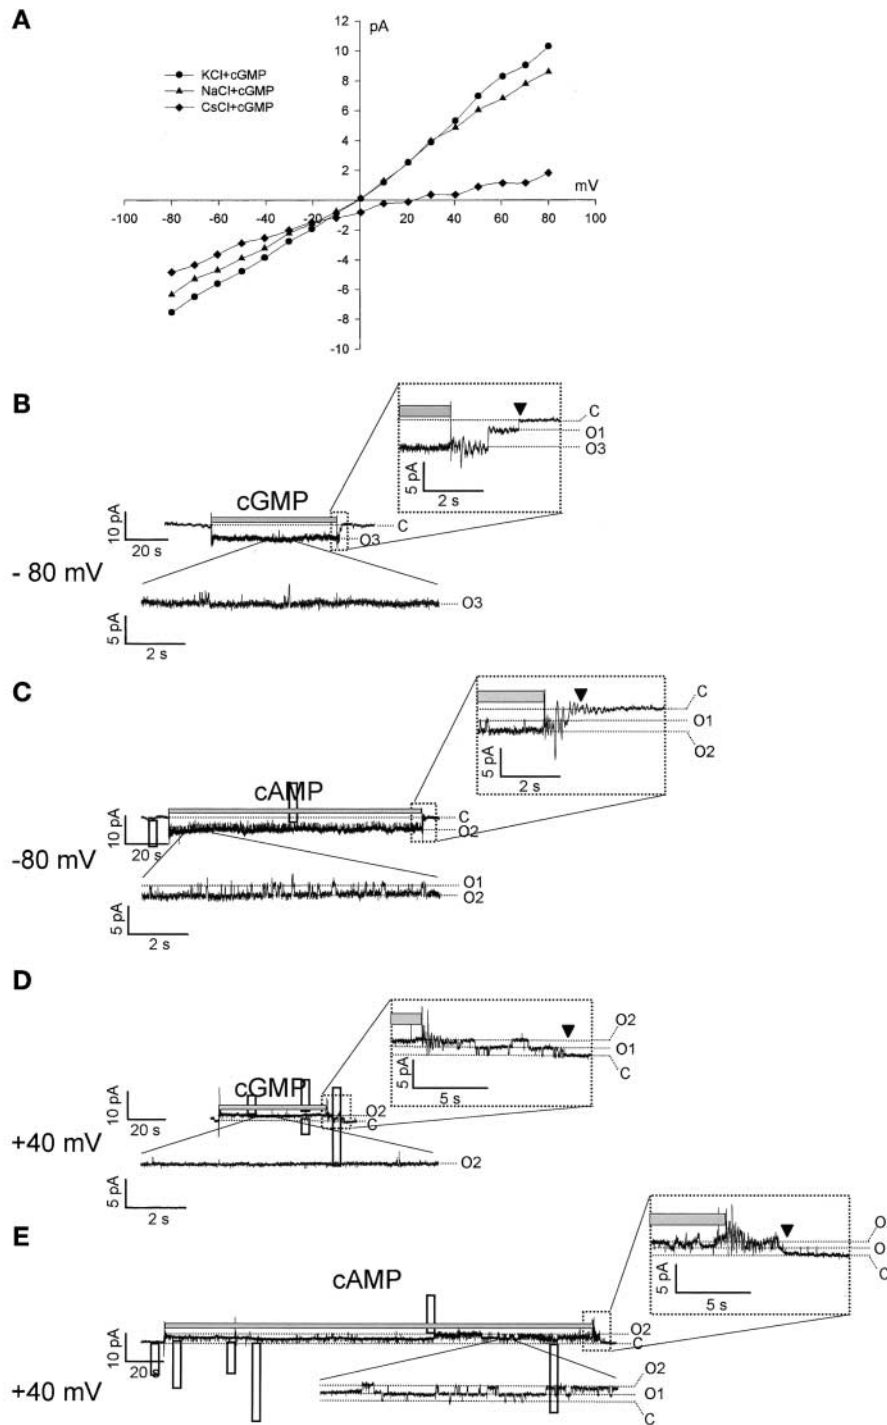 A
pA
12
10
8
6
4
2
-2
-4
-6
-8
-10
KCl+cGMP
NaCl+cGMP
CsCl+cGMP
mV
-100 -80 -60 -40 -20 0 20 40 60 80 100
B
C
O1
O3
5 pA
2 s
cGMP
10 pA
20 s
C
O3
- 80 mV
O3
5 pA
2 s
C
C
O1
O2
5 pA
2 s
cAMP
10 pA
20 s
C
O2
-80 mV
O1
O2
5 pA
2 s
D
O2
O1
C
5 pA
5 s
cGMP
10 pA
20 s
O2
C
+40 mV
O2
5 pA
2 s
E
O
O
C
5 pA
5 s
cAMP
10 pA
20 s
O2
C
+40 mV
O2
O1
C